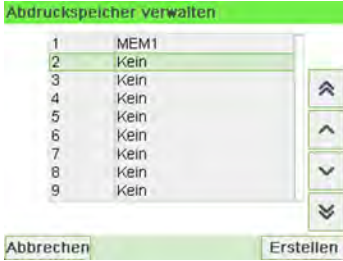 Abdruckspeicher verwalten
1 MEM1
2 Kein
3 Kein
4 Kein
5 Kein
6 Kein
7 Kein
8 Kein
9 Kein
Abbrechen Erstellen